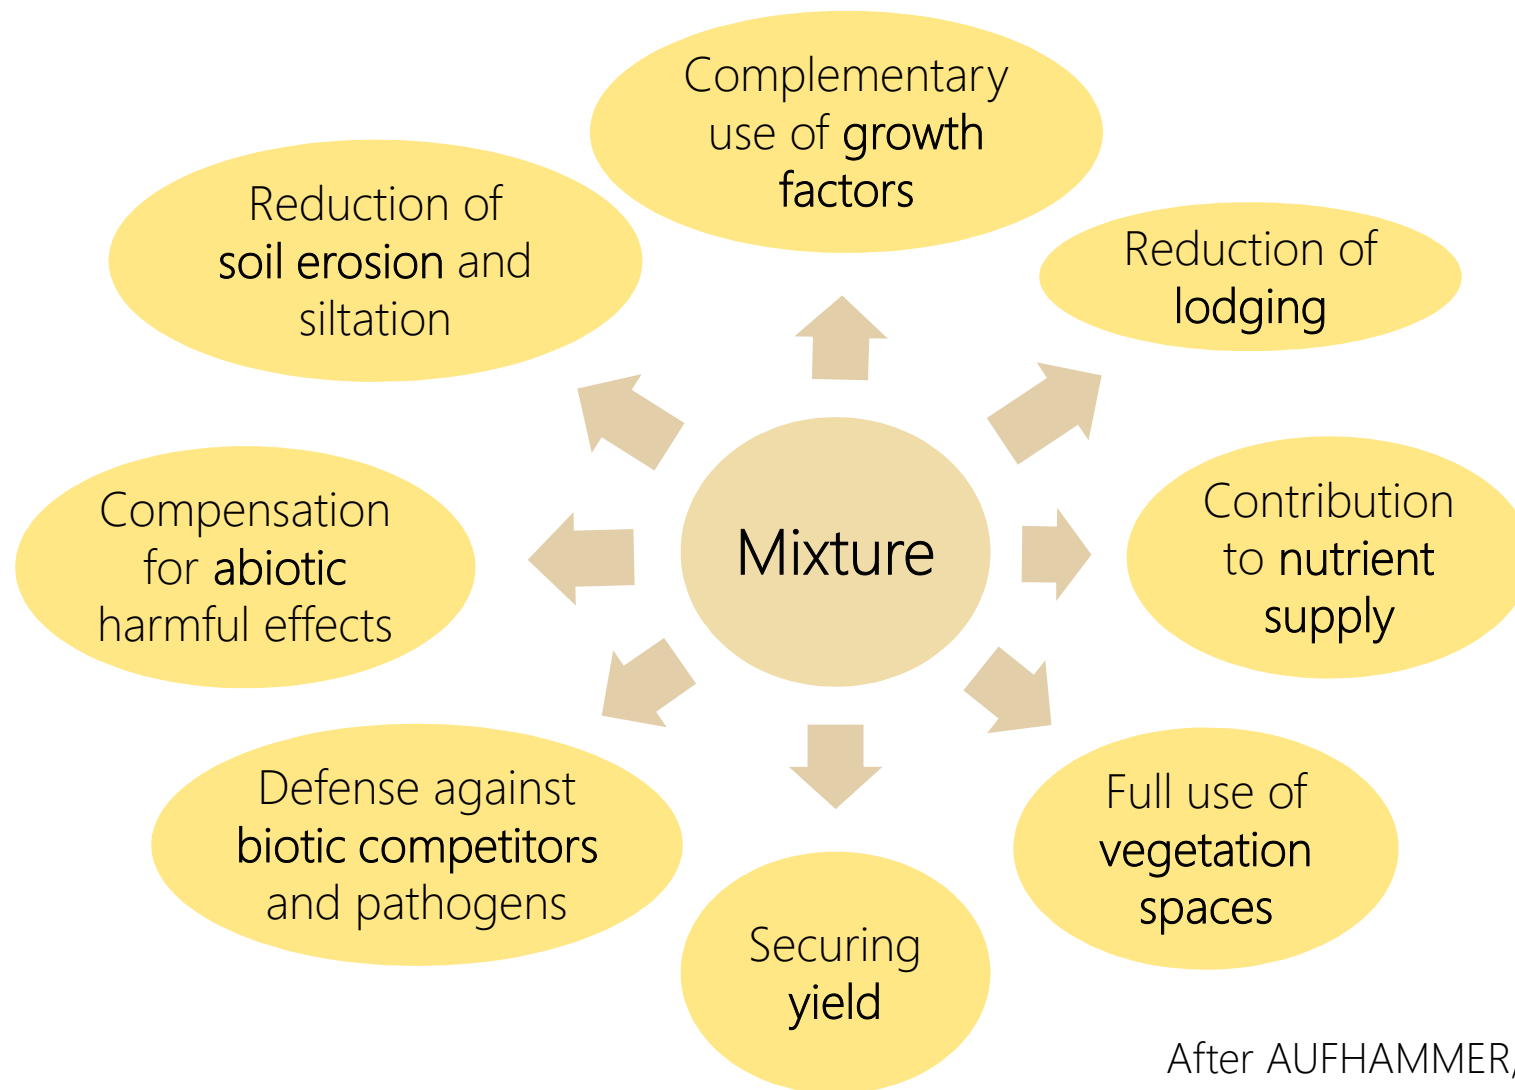 Complementary
use of growth
factors
Reduction of
soil erosion and
siltation
Reduction of
lodging
Compensation
for abiotic
harmful effects
Mixture
Contribution
to nutrient
supply
Defense against
biotic competitors
and pathogens
Full use of
vegetation
spaces
Securing
yield
After AUFHAMMER,